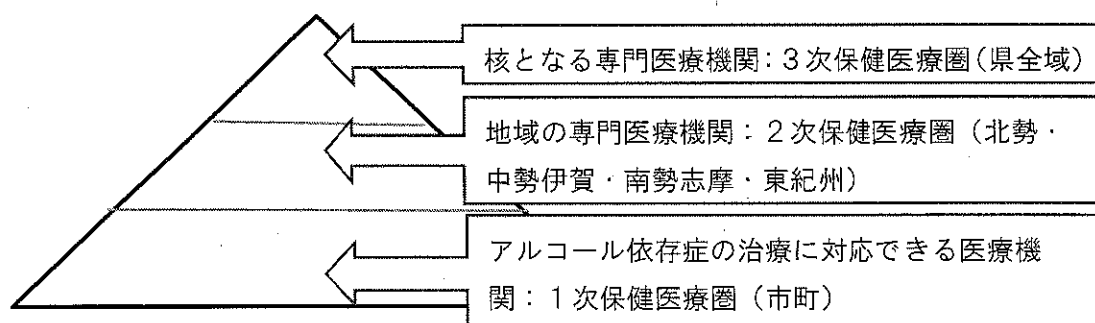 核となる専門医療機関：３次保健医療圏（県全域）
地域の専門医療機関：２次保健医療圏（北勢・
中勢伊賀・南勢志摩・東紀州）
アルコール依存症の治療に対応できる医療機
関：１次保健医療圏（市町）